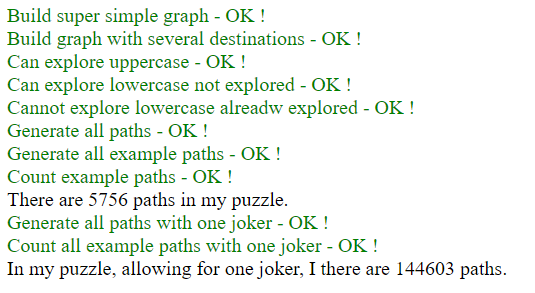 Build super simple graph - OK !
Build graph with several destinations - OK !
Can explore uppercase - OK !
Can explore lowercase not explored - OK !
Cannot explore lowercase alreadw explored - OK !
Generate all paths - OK !
Generate all example paths - OK !
Count example paths - OK !
There are 5756 paths in my puzzle.
Generate all paths with one joker - OK !
Count all example paths with one joker - OK !
In my puzzle, allowing for one joker, I there are 144603 paths.